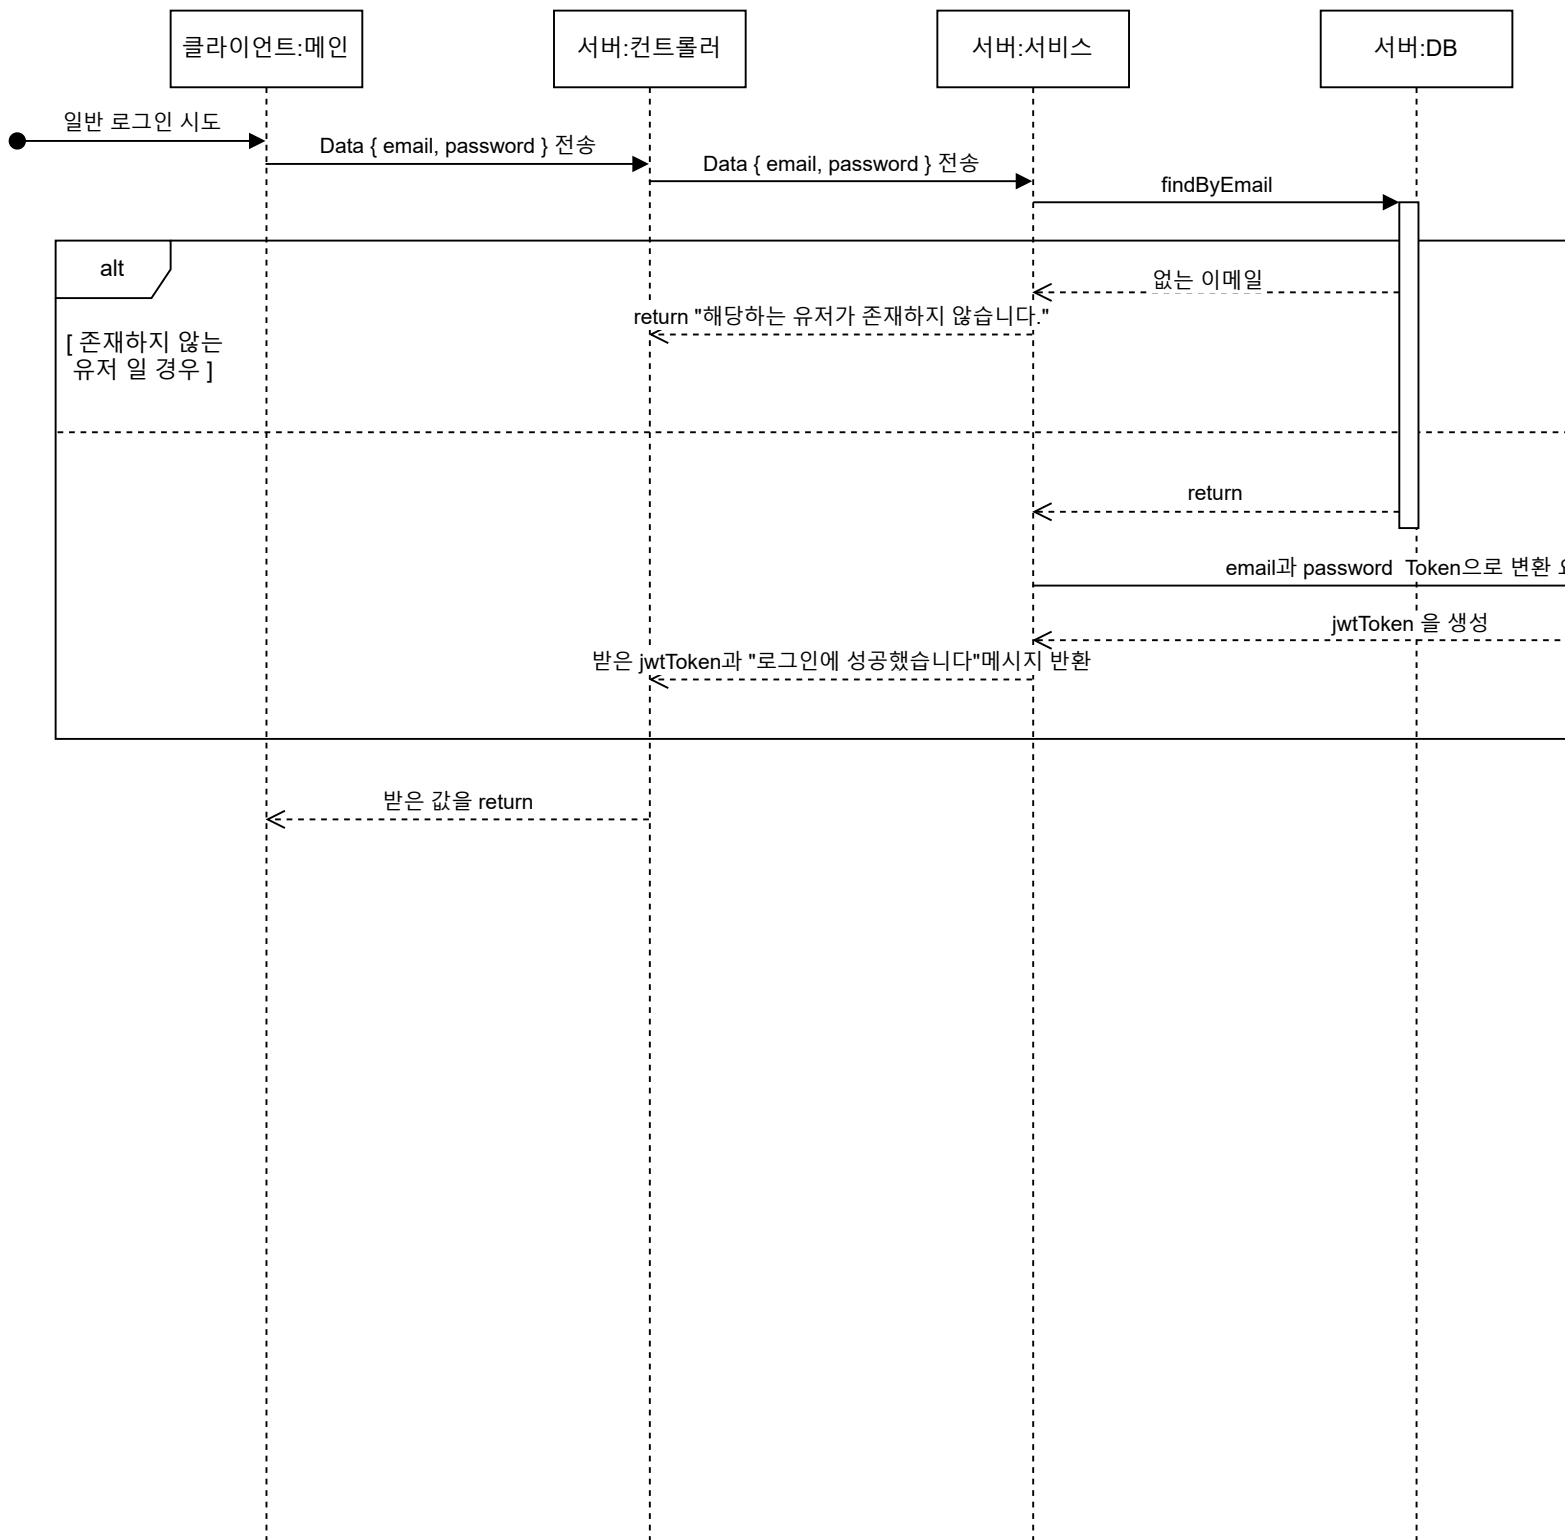 클라이언트:메인
서버:컨트롤러
서버:서비스
서버:DB
일반 로그인 시도
Data { email, password } 전송
Data { email, password } 전송
findByEmail
alt
없는 이메일
return "해당하는 유저가 존재하지 않습니다."
[ 존재하지 않는
유저 일 경우 ]
return
email과 password  Token으로 변환
jwtToken 을 생성
받은 jwtToken과 "로그인에 성공했습니다"메시지 반환
받은 값을 return